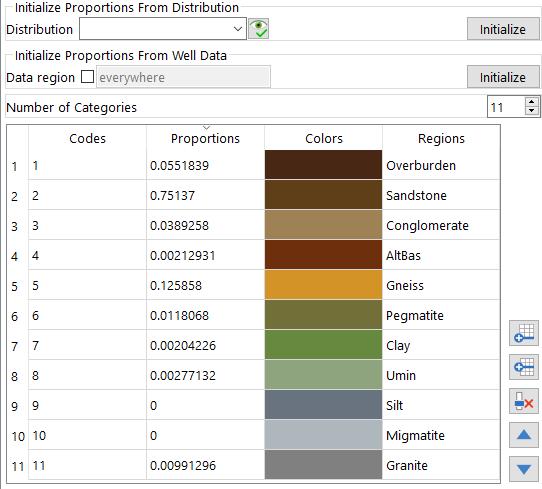 Initialize Proportions From Distribution
Distribution Initialize
Initialize Proportions From Well Data
Data region everywhere Initialize
Number of Categories 11
Codes Proportions Colors Regions
1 1 0.0551839 Overburden
2 2 0.75137 Sandstone
3 3 0.0389258 Conglomerate
4 4 0.00212931 AltBas
5 5 0.125858 Gneiss
6 6 0.0118068 Pegmatite
7 7 0.00204226 Clay
8 8 0.00277132 Umin
9 9 0 Silt
10 10 0 Migmatite
11 11 0.00991296 Granite